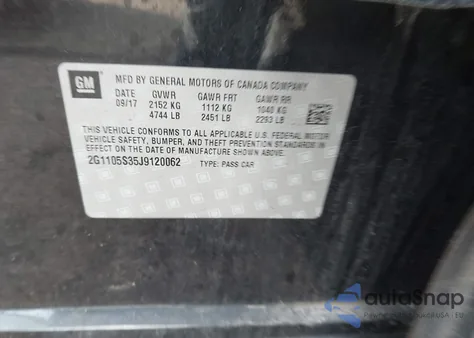 GM
MFD BY GENERAL MOTORS OF CANADA COMPANY
DATE GVWR GAWR FRT GAWR RR
09/17 2152 KG 1112 KG 1040 KG
4744 LB 2451 LB 2293 LB
THIS VEHICLE CONFORMS TO ALL APPLICABLE U.S. FEDERAL MOTOR
VEHICLE SAFETY, BUMPER, AND THEFT PREVENTION STANDARDS
IN EFFECT ON THE DATE OF MANUFACTURE SHOWN ABOVE.
2G1105S35J9120062 TYPE: PASS CAR
autoSnap